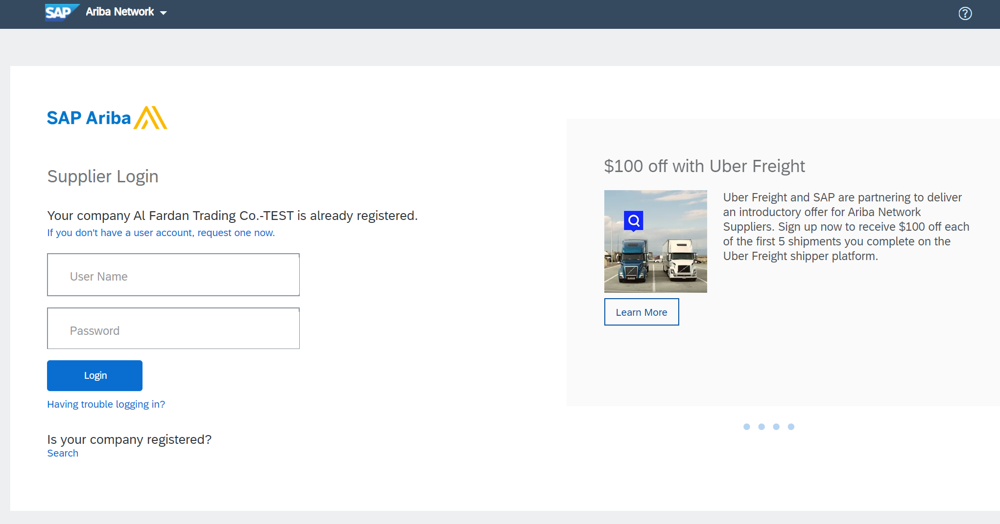 SAP Ariba Network
SAP Ariba
Supplier Login
Your company Al Fardan Trading Co.-TEST is already registered.
If you don't have a user account, request one now.
User Name
Password
Login
Having trouble logging in?
Is your company registered?
Search
$100 off with Uber Freight
Uber Freight and SAP are partnering to deliver
an introductory offer for Ariba Network
Suppliers. Sign up now to receive $100 off each
of the first 5 shipments you complete on the
Uber Freight shipper platform.
Learn More